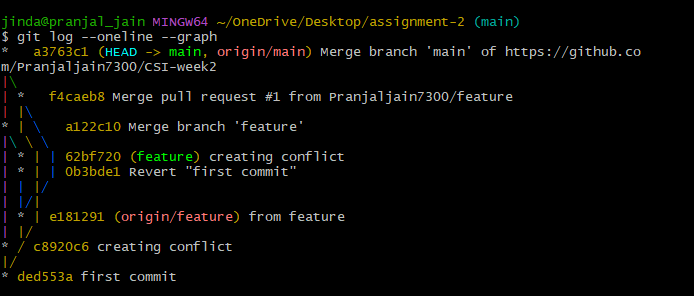 jinda@pranjal_jain MINGW64 ~/OneDrive/Desktop/assignment-2 (main)
$ git log --oneline --graph
*   a3763c1 (HEAD -> main, origin/main) Merge branch 'main' of https://github.co
m/Pranjaljain7300/CSI-week2
|\
| *   f4caeb8 Merge pull request #1 from Pranjaljain7300/feature
| |\
* | \   a122c10 Merge branch 'feature'
|\ \ \
| * | | 62bf720 (feature) creating conflict
| * | | 0b3bde1 Revert "first commit"
| | |/
| |/|
| * | e181291 (origin/feature) from feature
| |/
* / c8920c6 creating conflict
|/
* ded553a first commit